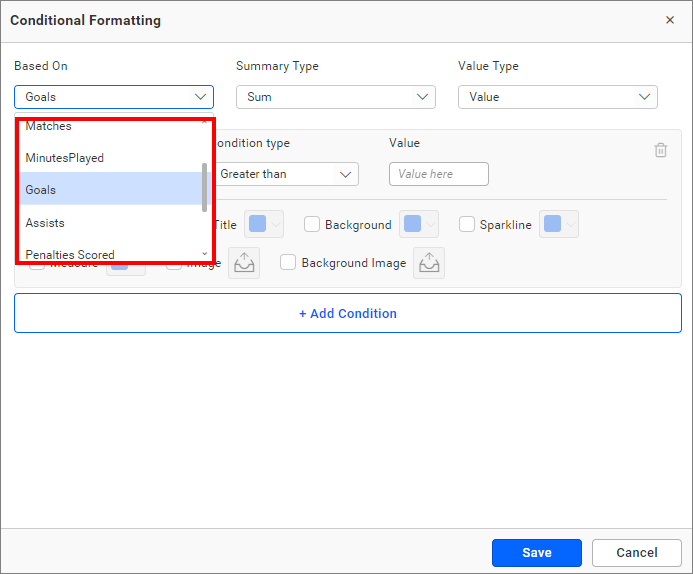 Conditional Formatting
Based On Summary Type Value Type
Goals Sum Value
Matches
MinutesPlayed
Goals
Assists
Penalties Scored
ondition type Value
Greater than Value here
Title Background Sparkline
Measure Image Background Image
+ Add Condition
Save Cancel